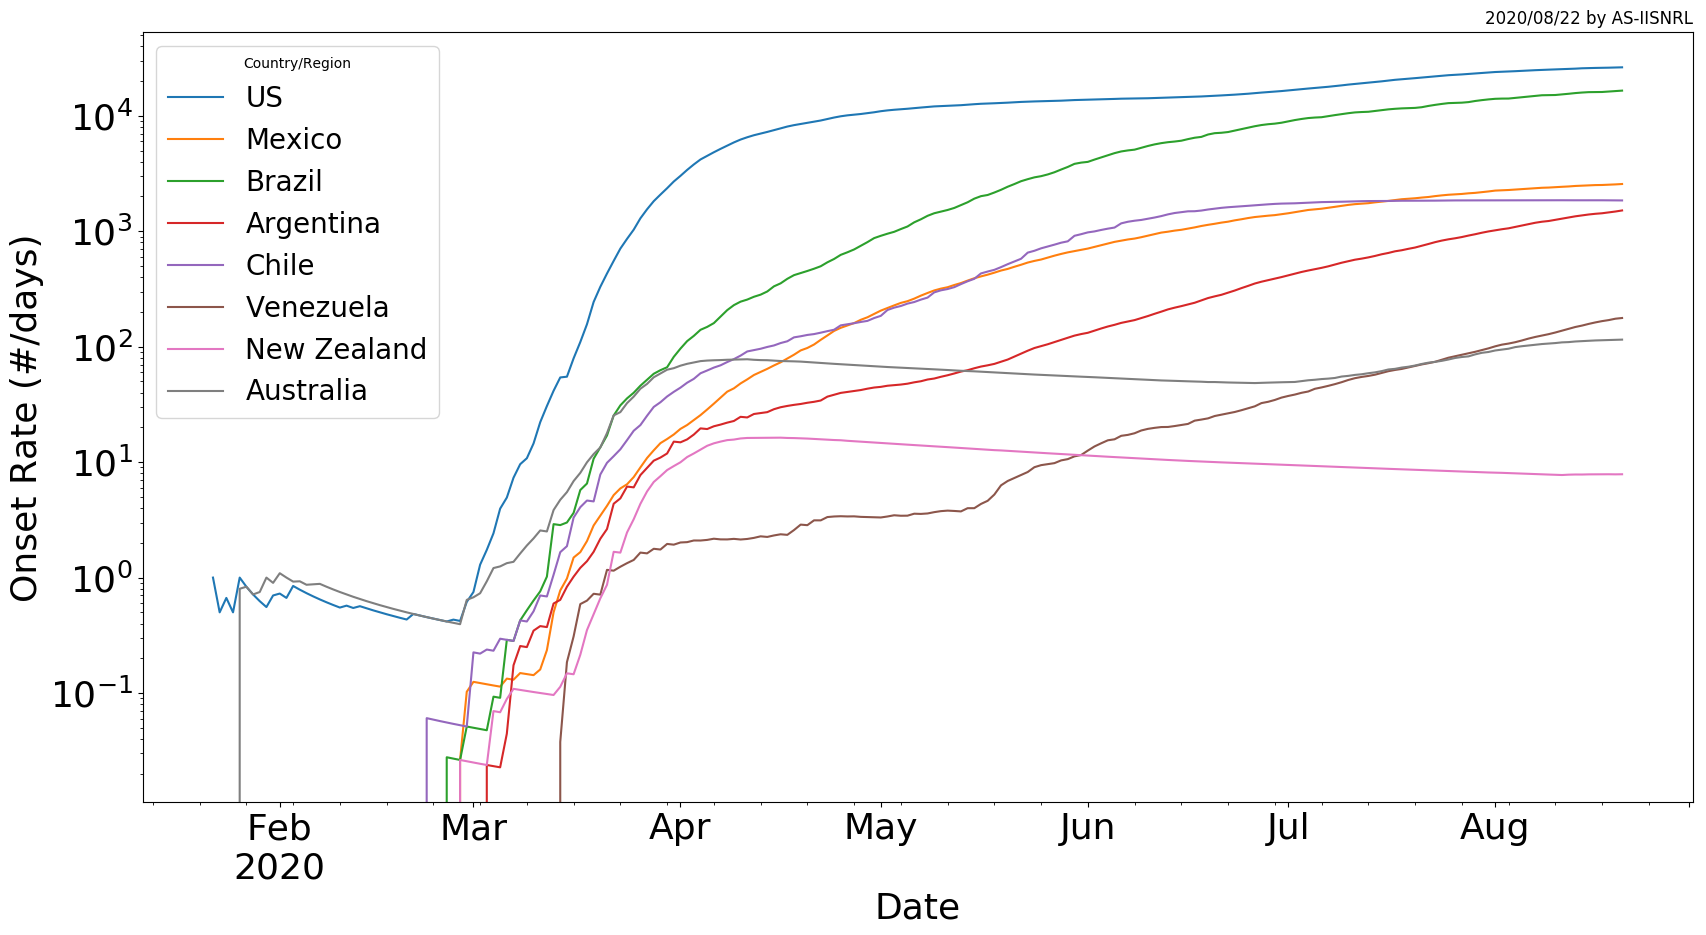 2020/08/22 by AS-IISNRL
Country/Region
US
Mexico
Brazil
Argentina
Chile
Venezuela
New Zealand
Australia
Onset Rate (#/days)
10⁴
10³
10²
10¹
10⁰
10⁻¹
Feb Mar Apr May Jun Jul Aug
2020
Date